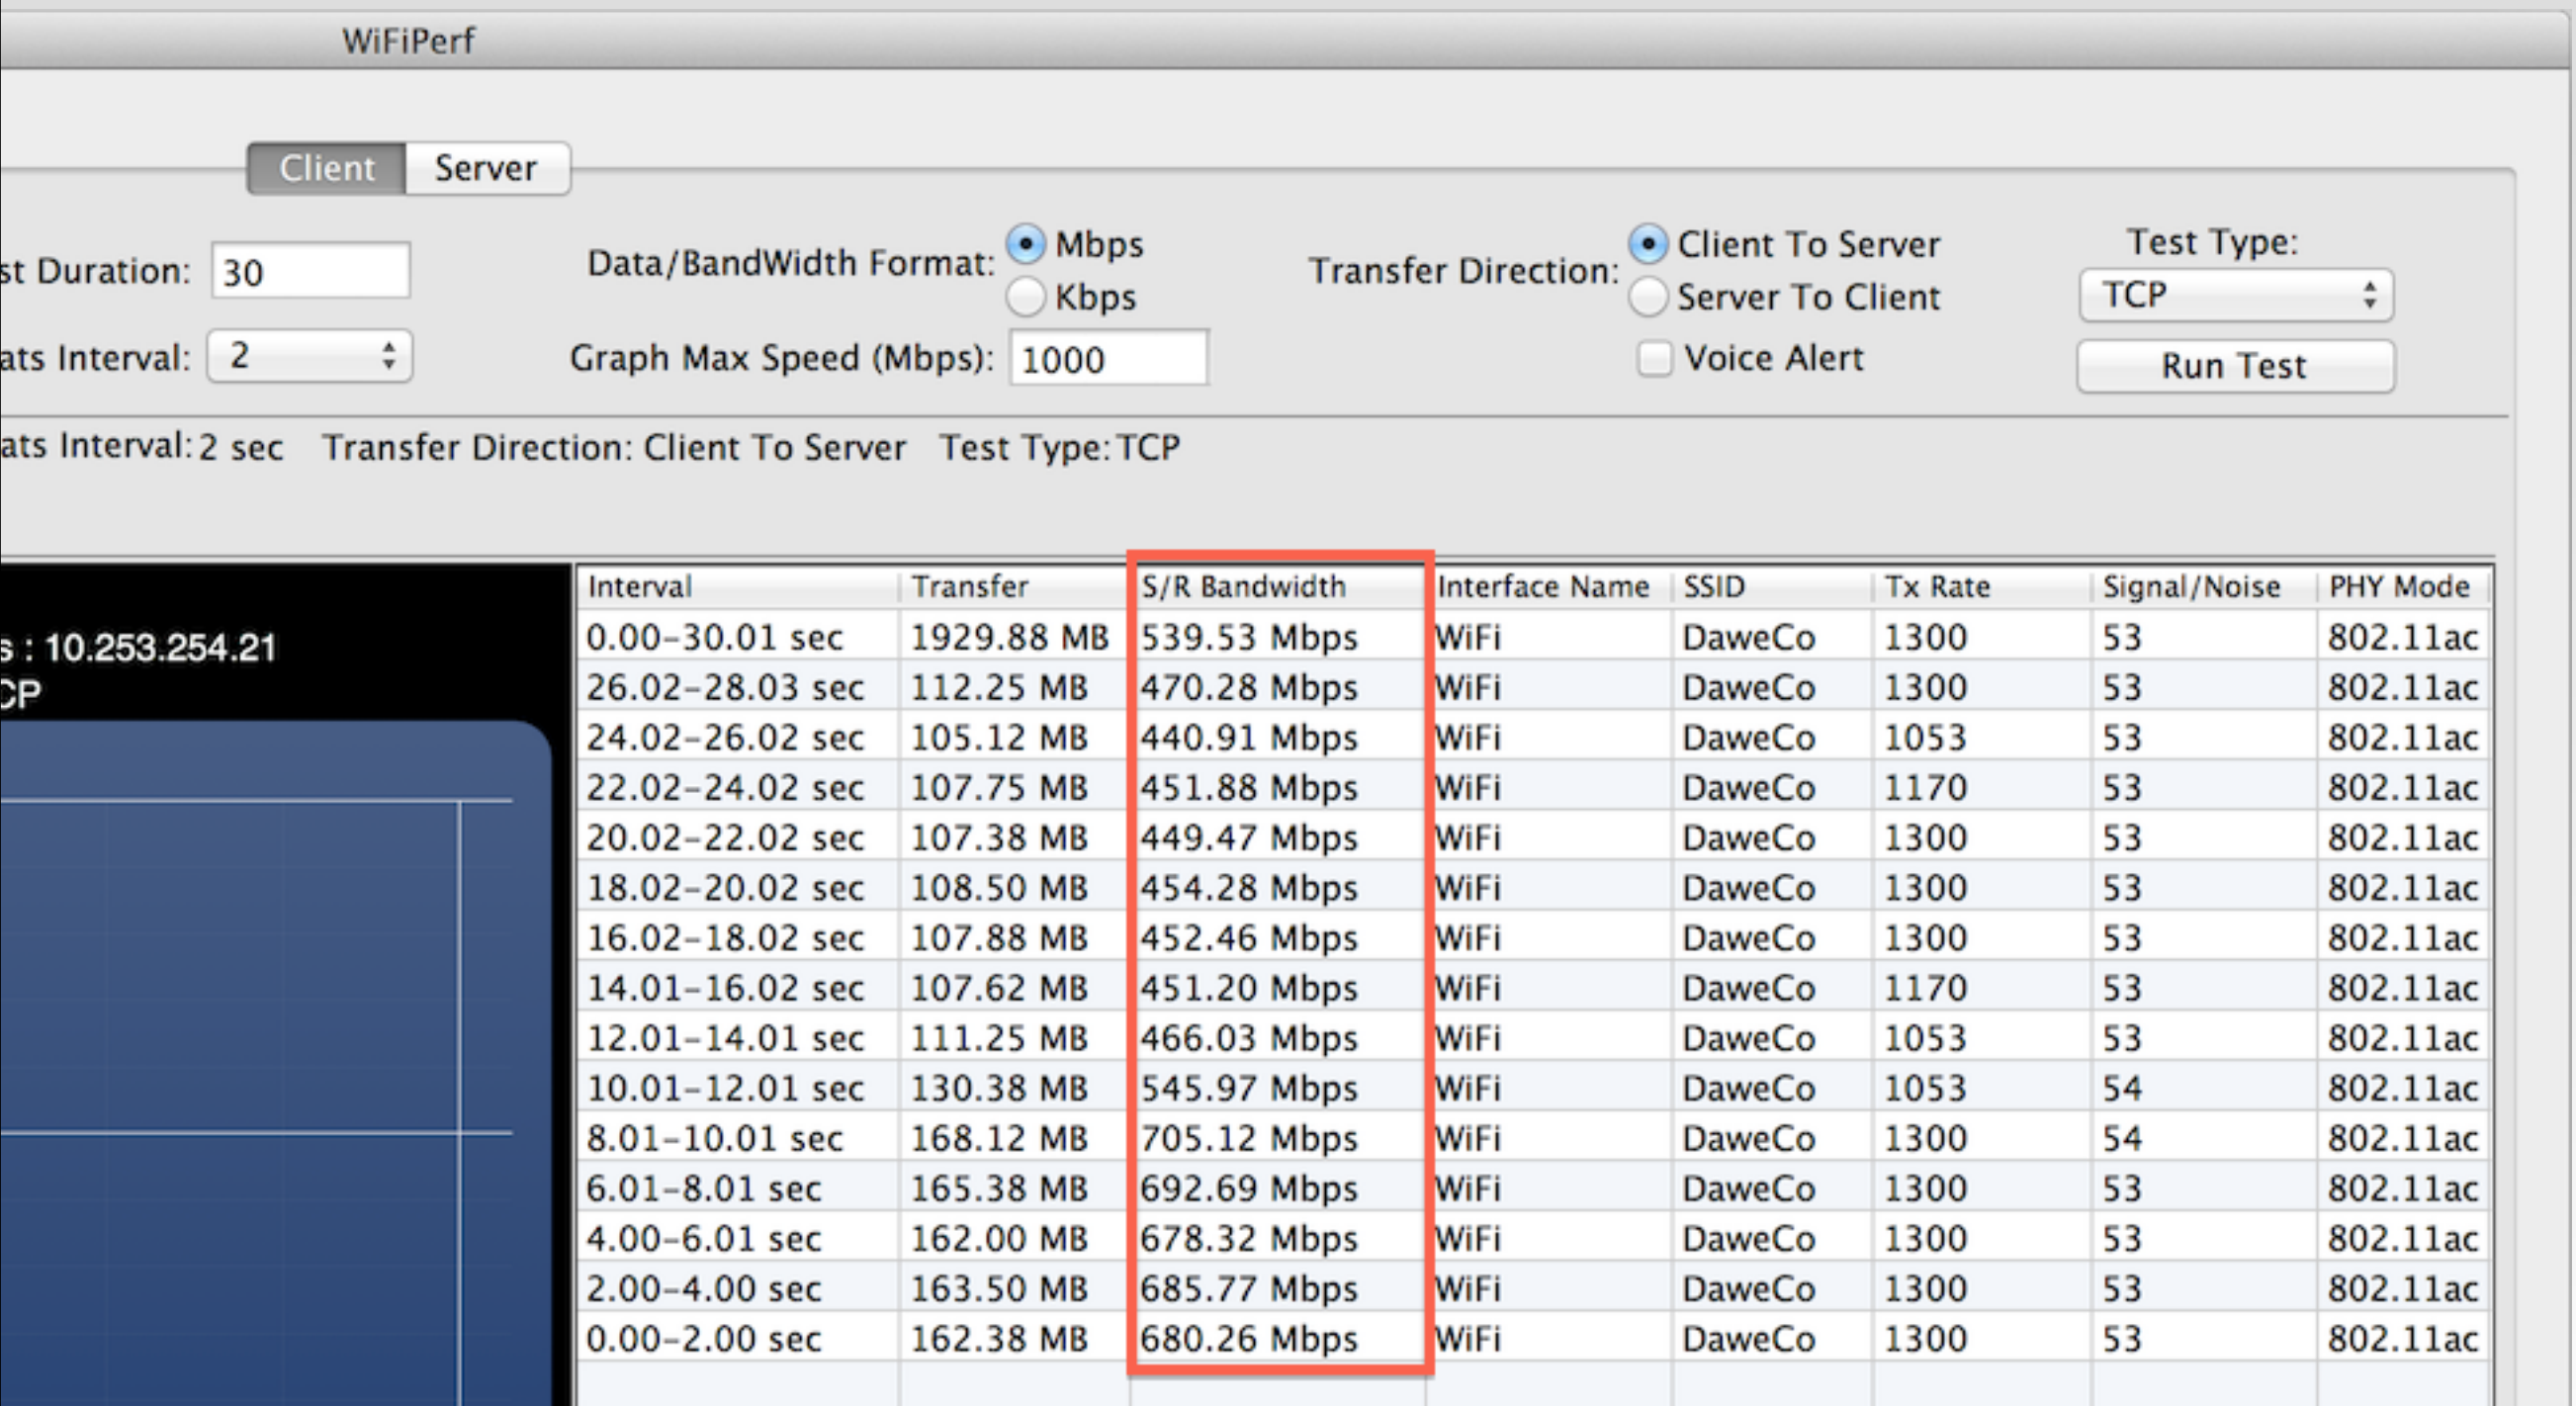 WiFiPerf
Client Server
st Duration: 30 Data/BandWidth Format: Mbps Transfer Direction: Client To Server Test Type:
Kbps Server To Client TCP
ats Interval: 2 Graph Max Speed (Mbps): 1000 Voice Alert Run Test
ats Interval: 2 sec Transfer Direction: Client To Server Test Type: TCP
s : 10.253.254.21
CP
Interval Transfer S/R Bandwidth Interface Name SSID Tx Rate Signal/Noise PHY Mode
0.00-30.01 sec 1929.88 MB 539.53 Mbps WiFi DaweCo 1300 53 802.11ac
26.02-28.03 sec 112.25 MB 470.28 Mbps WiFi DaweCo 1300 53 802.11ac
24.02-26.02 sec 105.12 MB 440.91 Mbps WiFi DaweCo 1053 53 802.11ac
22.02-24.02 sec 107.75 MB 451.88 Mbps WiFi DaweCo 1170 53 802.11ac
20.02-22.02 sec 107.38 MB 449.47 Mbps WiFi DaweCo 1300 53 802.11ac
18.02-20.02 sec 108.50 MB 454.28 Mbps WiFi DaweCo 1300 53 802.11ac
16.02-18.02 sec 107.88 MB 452.46 Mbps WiFi DaweCo 1300 53 802.11ac
14.01-16.02 sec 107.62 MB 451.20 Mbps WiFi DaweCo 1170 53 802.11ac
12.01-14.01 sec 111.25 MB 466.03 Mbps WiFi DaweCo 1053 53 802.11ac
10.01-12.01 sec 130.38 MB 545.97 Mbps WiFi DaweCo 1053 54 802.11ac
8.01-10.01 sec 168.12 MB 705.12 Mbps WiFi DaweCo 1300 54 802.11ac
6.01-8.01 sec 165.38 MB 692.69 Mbps WiFi DaweCo 1300 53 802.11ac
4.00-6.01 sec 162.00 MB 678.32 Mbps WiFi DaweCo 1300 53 802.11ac
2.00-4.00 sec 163.50 MB 685.77 Mbps WiFi DaweCo 1300 53 802.11ac
0.00-2.00 sec 162.38 MB 680.26 Mbps WiFi DaweCo 1300 53 802.11ac